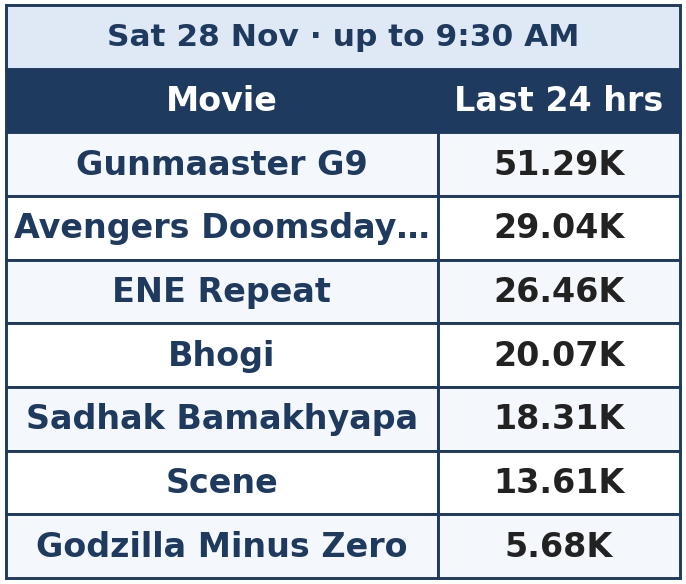 Sat 28 Nov · up to 9:30 AM
Movie Last 24 hrs
Gunmaaster G9 51.29K
Avengers Doomsday... 29.04K
ENE Repeat 26.46K
Bhogi 20.07K
Sadhak Bamakhyapa 18.31K
Scene 13.61K
Godzilla Minus Zero 5.68K